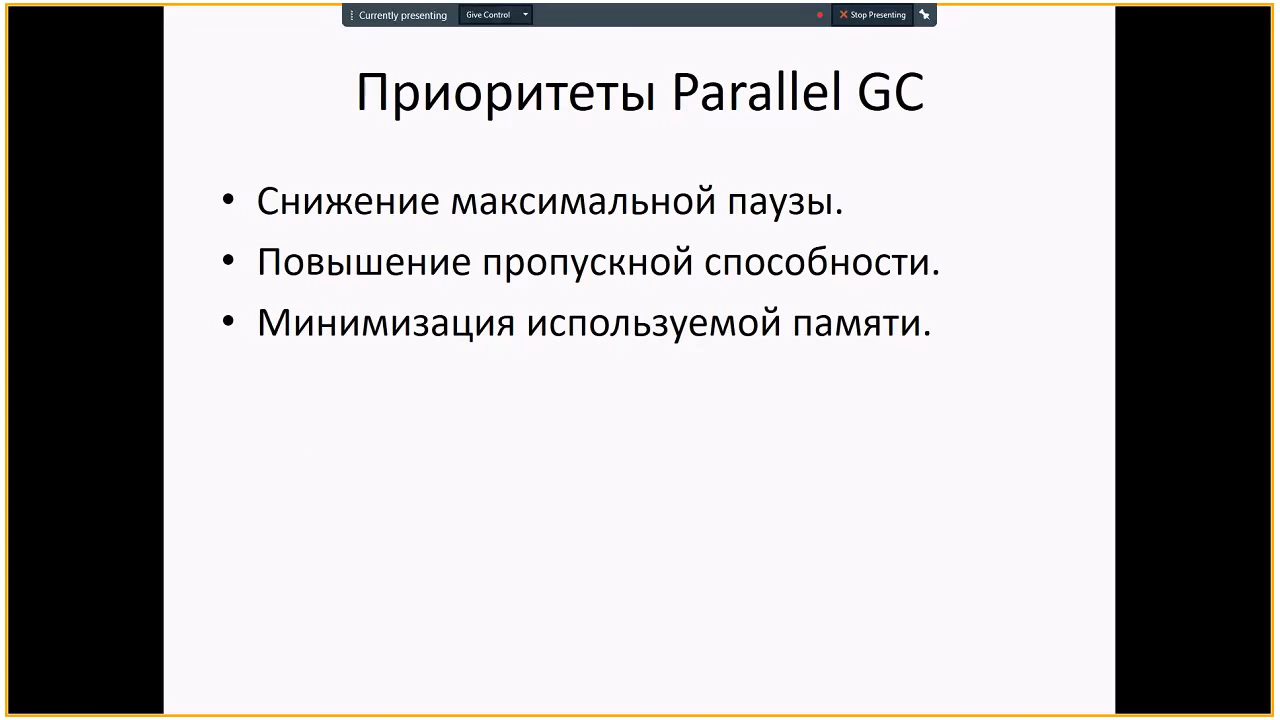 Currently presenting Give Control Stop Presenting
Приоритеты Parallel GC
• Снижение максимальной паузы.
• Повышение пропускной способности.
• Минимизация используемой памяти.